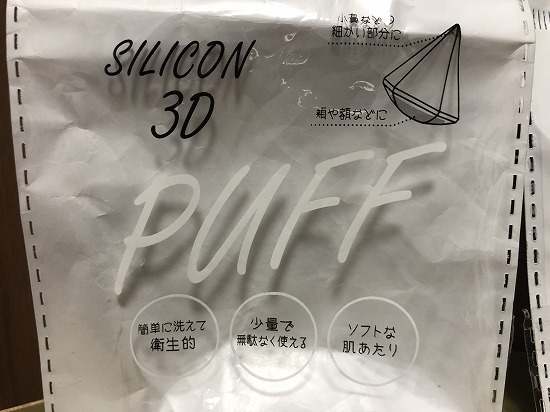 SILICON
3D
小鼻などの
細かい部分に
頬や額などに
PUFF
簡単に洗えて
衛生的
少量で
無駄なく使える
ソフトな
肌あたり